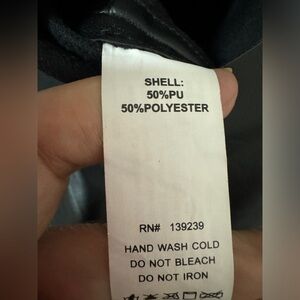 SHELL:
50%PU
50%POLYESTER
RN# 139239
HAND WASH COLD
DO NOT BLEACH
DO NOT IRON